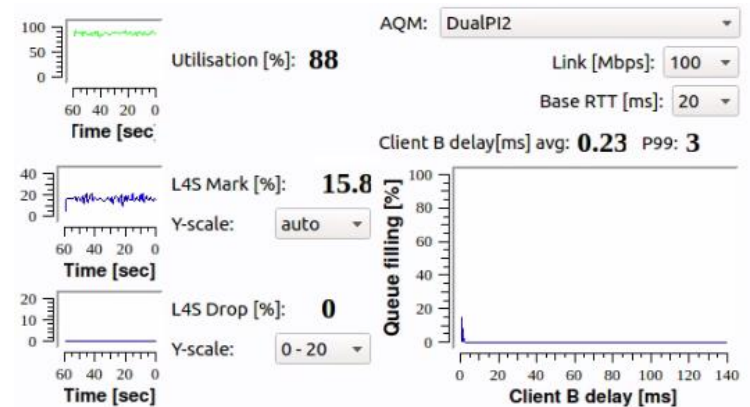 AQM: DualPI2
Link [Mbps]: 100
Base RTT [ms]: 20
Client B delay[ms] avg: 0.23 P99: 3
100
50
0
60 40 20 0
Time [sec]
Utilisation [%]: 88
40
20
0
60 40 20 0
Time [sec]
L4S Mark [%]: 15.8
Y-scale: auto
20
10
0
60 40 20 0
Time [sec]
L4S Drop [%]: 0
Y-scale: 0 - 20
Queue filling [%]
100
80
60
40
20
0
0 20 40 60 80 100 120 140
Client B delay [ms]